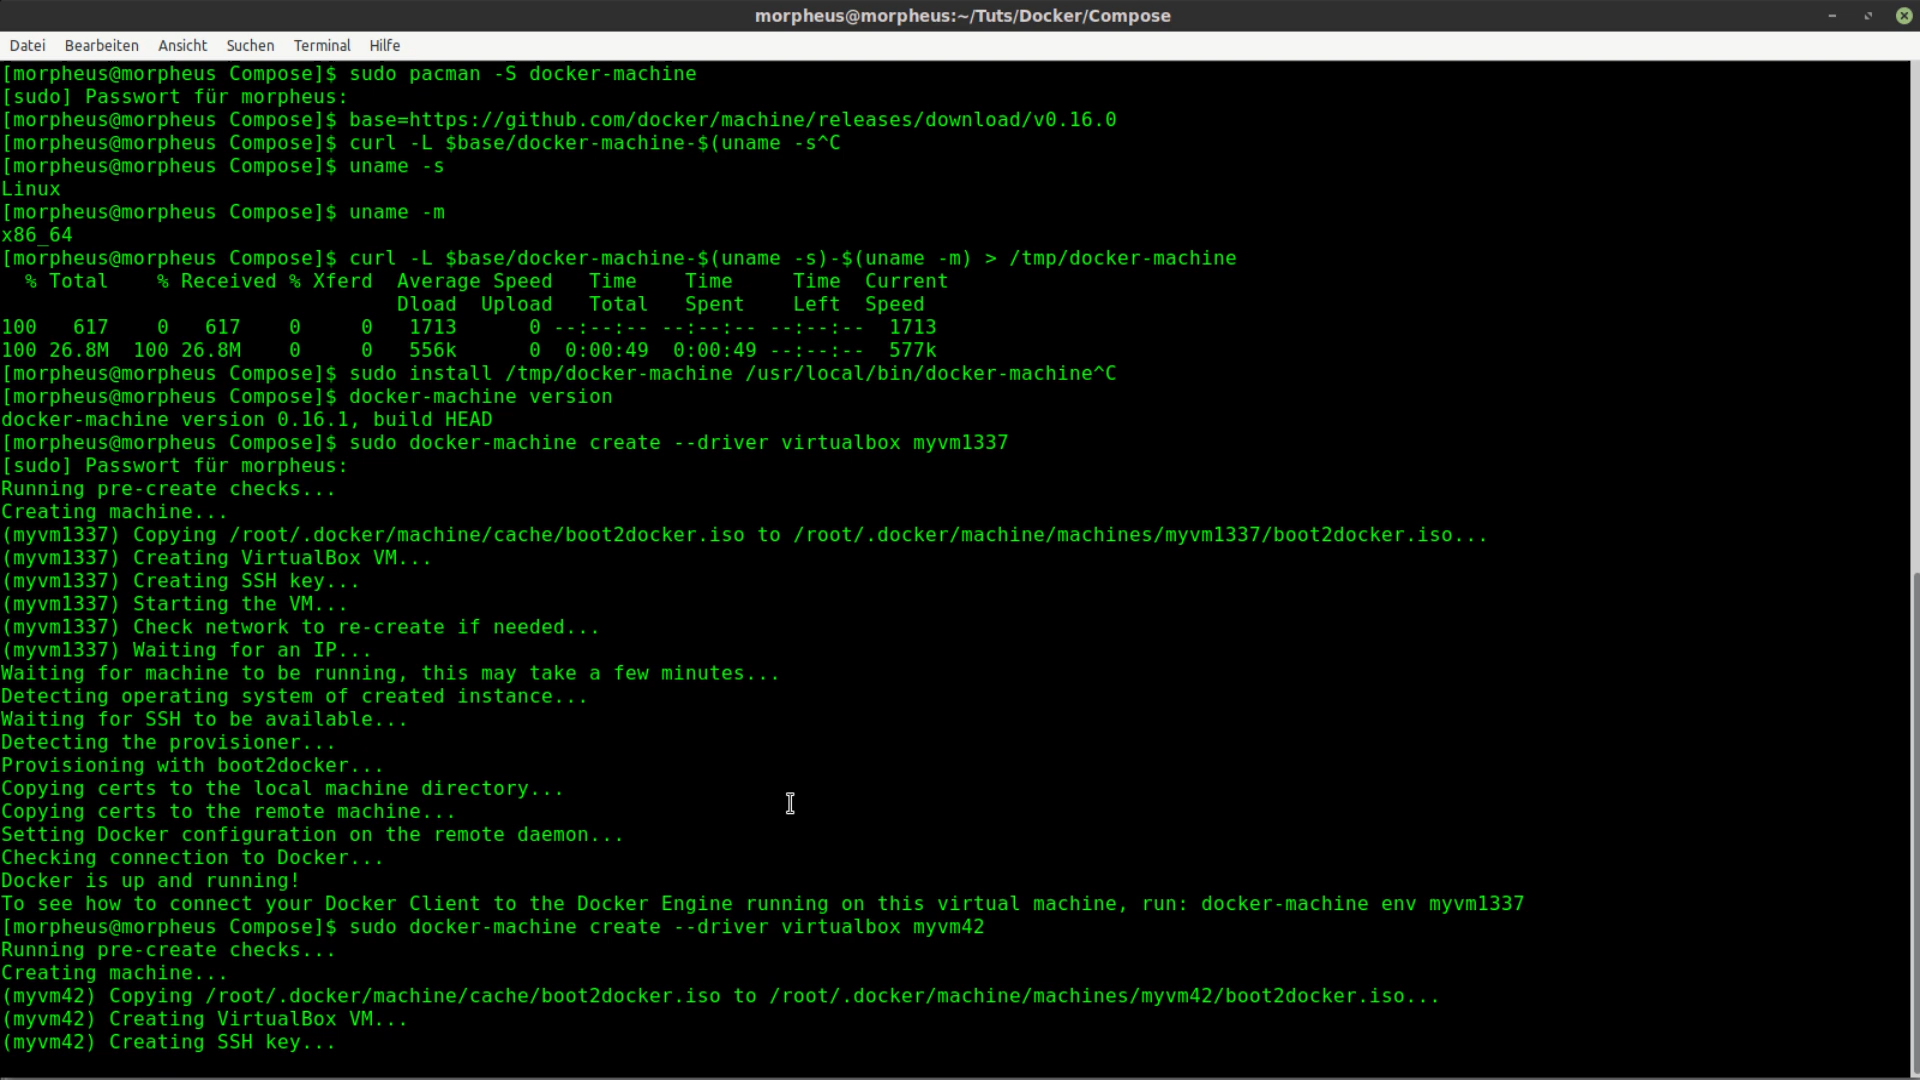 morpheus@morpheus:~/Tuts/Docker/Compose
Datei Bearbeiten Ansicht Suchen Terminal Hilfe
[morpheus@morpheus Compose]$ sudo pacman -S docker-machine
[sudo] Passwort für morpheus:
[morpheus@morpheus Compose]$ base=https://github.com/docker/machine/releases/download/v0.16.0
[morpheus@morpheus Compose]$ curl -L $base/docker-machine-$(uname -s^C
[morpheus@morpheus Compose]$ uname -s
Linux
[morpheus@morpheus Compose]$ uname -m
x86_64
[morpheus@morpheus Compose]$ curl -L $base/docker-machine-$(uname -s)-$(uname -m) > /tmp/docker-machine
  % Total    % Received % Xferd  Average Speed   Time    Time     Time  Current
                                 Dload  Upload   Total   Spent    Left  Speed
100   617    0   617    0     0   1713      0 --:--:-- --:--:-- --:--:--  1713
100 26.8M  100 26.8M    0     0   556k      0  0:00:49  0:00:49 --:--:--  577k
[morpheus@morpheus Compose]$ sudo install /tmp/docker-machine /usr/local/bin/docker-machine^C
[morpheus@morpheus Compose]$ docker-machine version
docker-machine version 0.16.1, build HEAD
[morpheus@morpheus Compose]$ sudo docker-machine create --driver virtualbox myvm1337
[sudo] Passwort für morpheus:
Running pre-create checks...
Creating machine...
(myvm1337) Copying /root/.docker/machine/cache/boot2docker.iso to /root/.docker/machine/machines/myvm1337/boot2docker.iso...
(myvm1337) Creating VirtualBox VM...
(myvm1337) Creating SSH key...
(myvm1337) Starting the VM...
(myvm1337) Check network to re-create if needed...
(myvm1337) Waiting for an IP...
Waiting for machine to be running, this may take a few minutes...
Detecting operating system of created instance...
Waiting for SSH to be available...
Detecting the provisioner...
Provisioning with boot2docker...
Copying certs to the local machine directory...
Copying certs to the remote machine...
Setting Docker configuration on the remote daemon...
Checking connection to Docker...
Docker is up and running!
To see how to connect your Docker Client to the Docker Engine running on this virtual machine, run: docker-machine env myvm1337
[morpheus@morpheus Compose]$ sudo docker-machine create --driver virtualbox myvm42
Running pre-create checks...
Creating machine...
(myvm42) Copying /root/.docker/machine/cache/boot2docker.iso to /root/.docker/machine/machines/myvm42/boot2docker.iso...
(myvm42) Creating VirtualBox VM...
(myvm42) Creating SSH key...